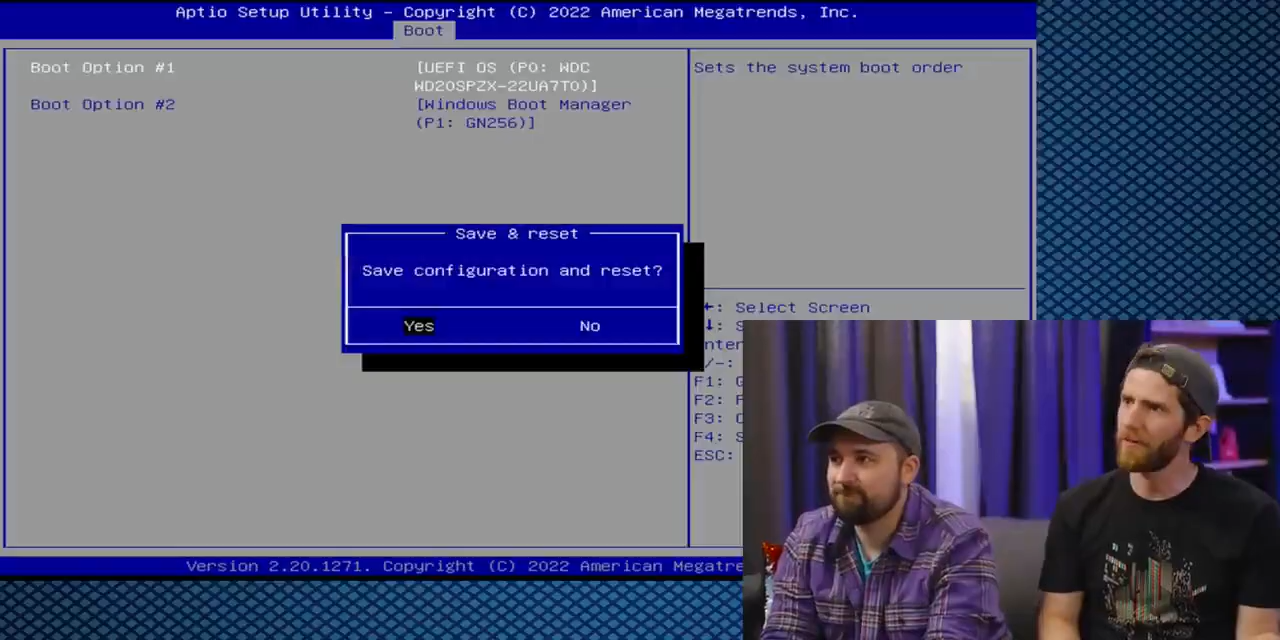 Aptio Setup Utility – Copyright (C) 2022 American Megatrends, Inc.
Boot
Boot Option #1 [UEFI OS (P0: WDC
WD20SPZX-22UA7T0)]
Boot Option #2 [Windows Boot Manager
(P1: GN256)]
Sets the system boot order
Save & reset
Save configuration and reset?
Yes No
: Select Screen
F1: G
F2:
F3:
F4: S
ESC:
Version 2.20.1271. Copyright (C) 2022 American Megatre